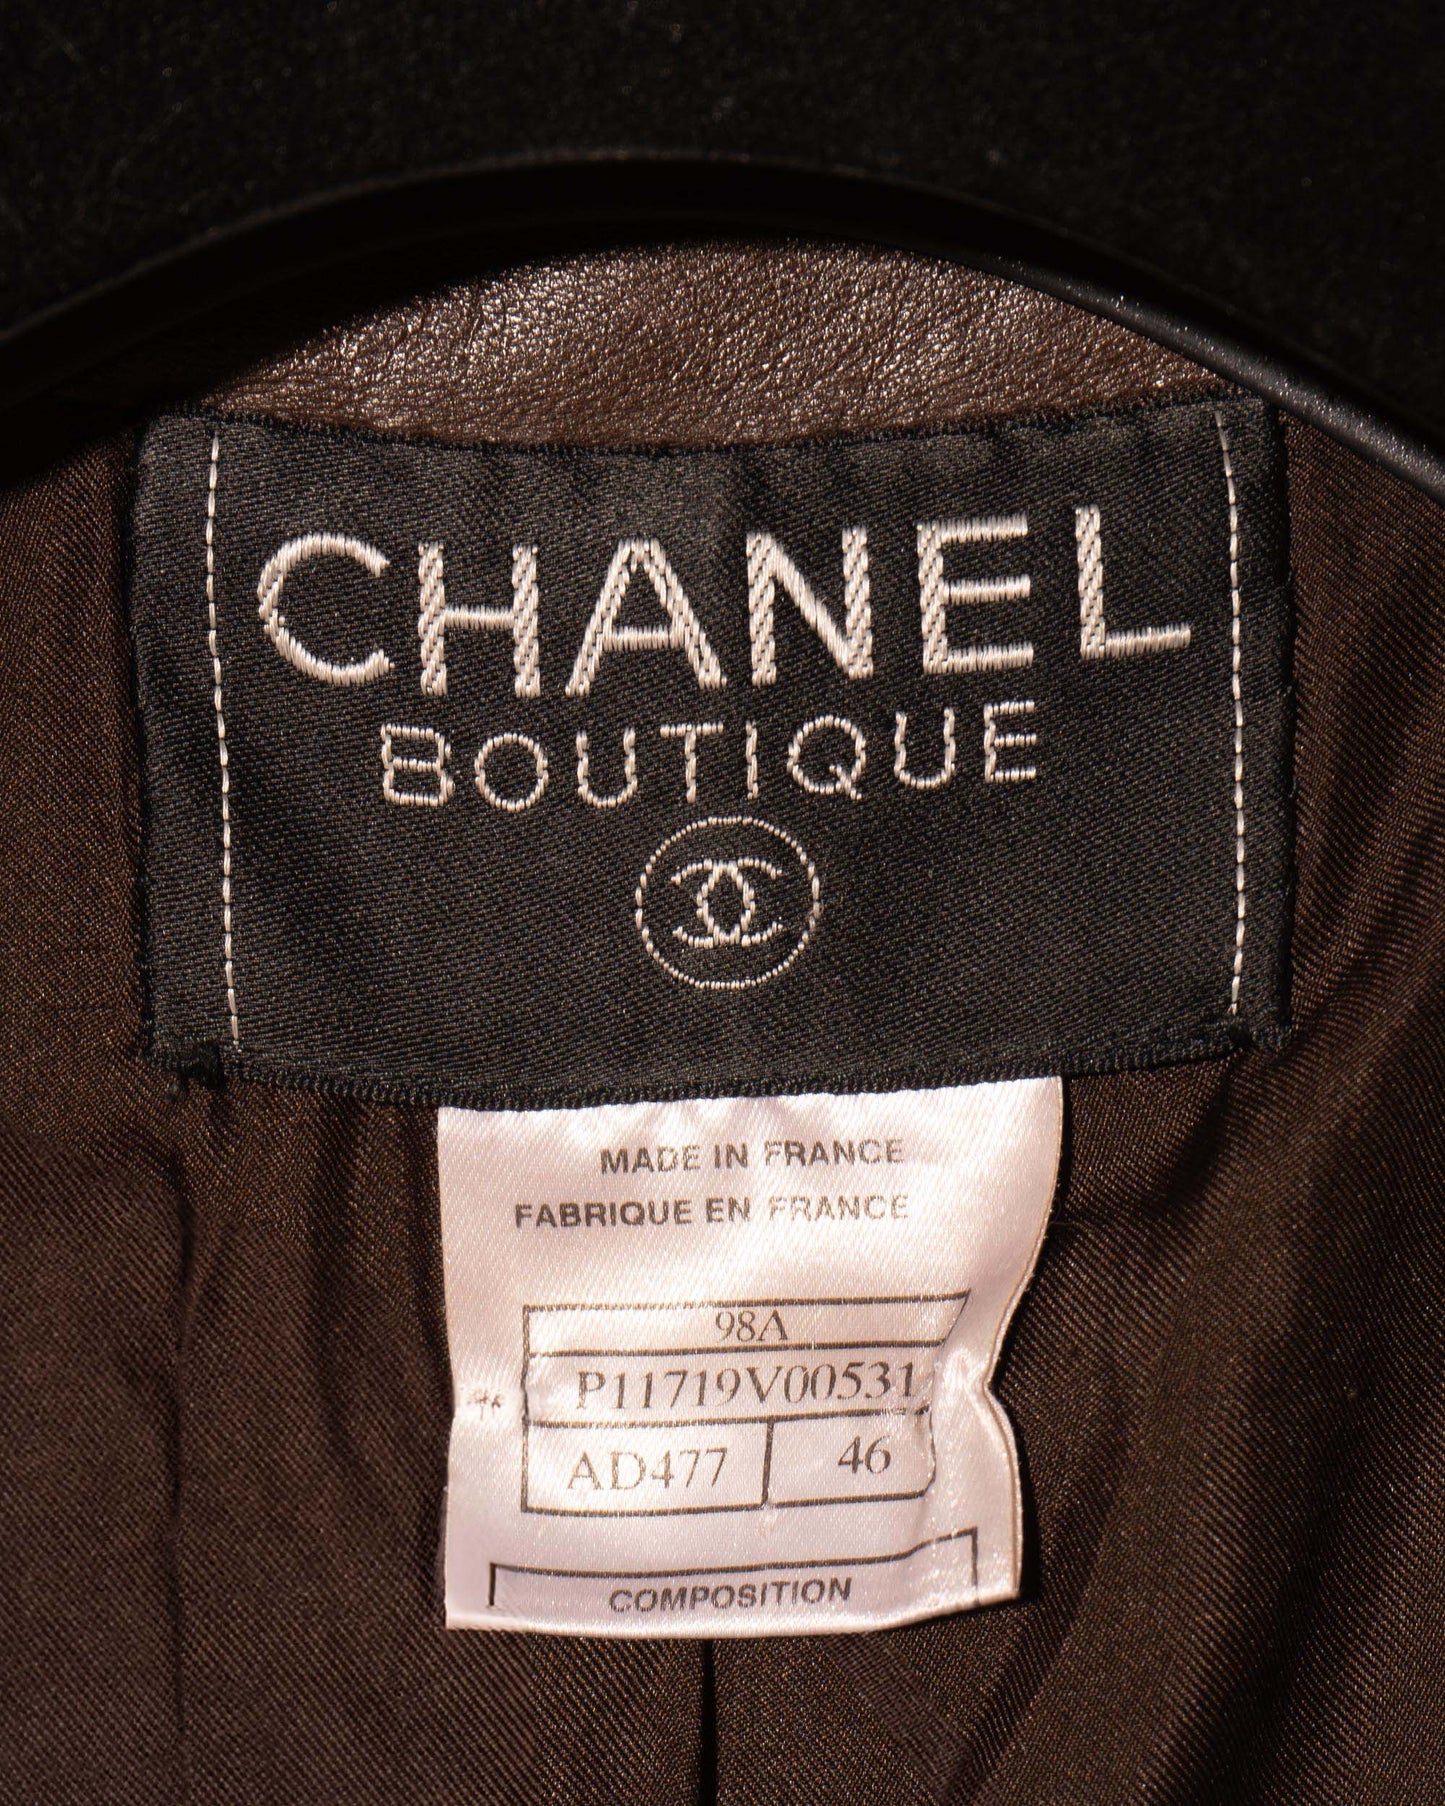 CHANEL
BOUTIQUE
MADE IN FRANCE
FABRIQUE EN FRANCE
98A
P11719V00531
AD477 46
COMPOSITION